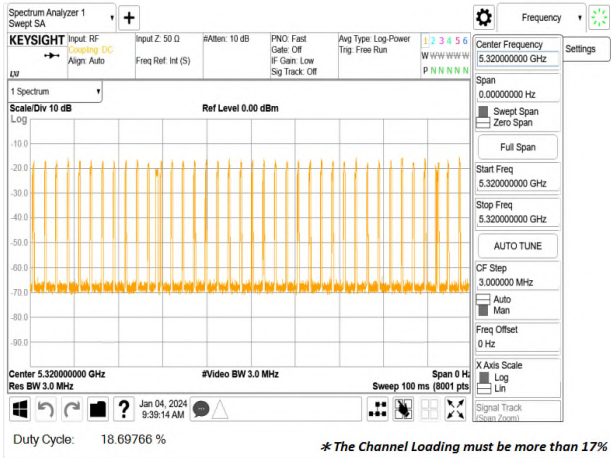 Spectrum Analyzer 1
Swept SA
Frequency
Settings
KEYSIGHT
Input: RF
Coupling: DC
Align: Auto
Input Z: 50 Ω
Freq Ref: Int (S)
#Atten: 10 dB
PNO: Fast
Gate: Off
IF Gain: Low
Sig Track: Off
Avg Type: Log-Power
Trig: Free Run
1 2 3 4 5 6
W W W W W W
P N N N N N
LXI
1 Spectrum
Scale/Div 10 dB
Ref Level 0.00 dBm
Log
-10.0
-20.0
-30.0
-40.0
-50.0
-60.0
-70.0
-80.0
-90.0
Center 5.320000000 GHz
#Video BW 3.0 MHz
Span 0 Hz
Res BW 3.0 MHz
Sweep 100 ms (8001 pts
Center Frequency
5.320000000 GHz
Span
0.00000000 Hz
Swept Span
Zero Span
Full Span
Start Freq
5.320000000 GHz
Stop Freq
5.320000000 GHz
AUTO TUNE
CF Step
3.000000 MHz
Auto
Man
Freq Offset
0 Hz
X Axis Scale
Log
Lin
Signal Track
(Span Zoom)
?
Jan 04, 2024
9:39:14 AM
Duty Cycle: 18.69766 %
* The Channel Loading must be more than 17%